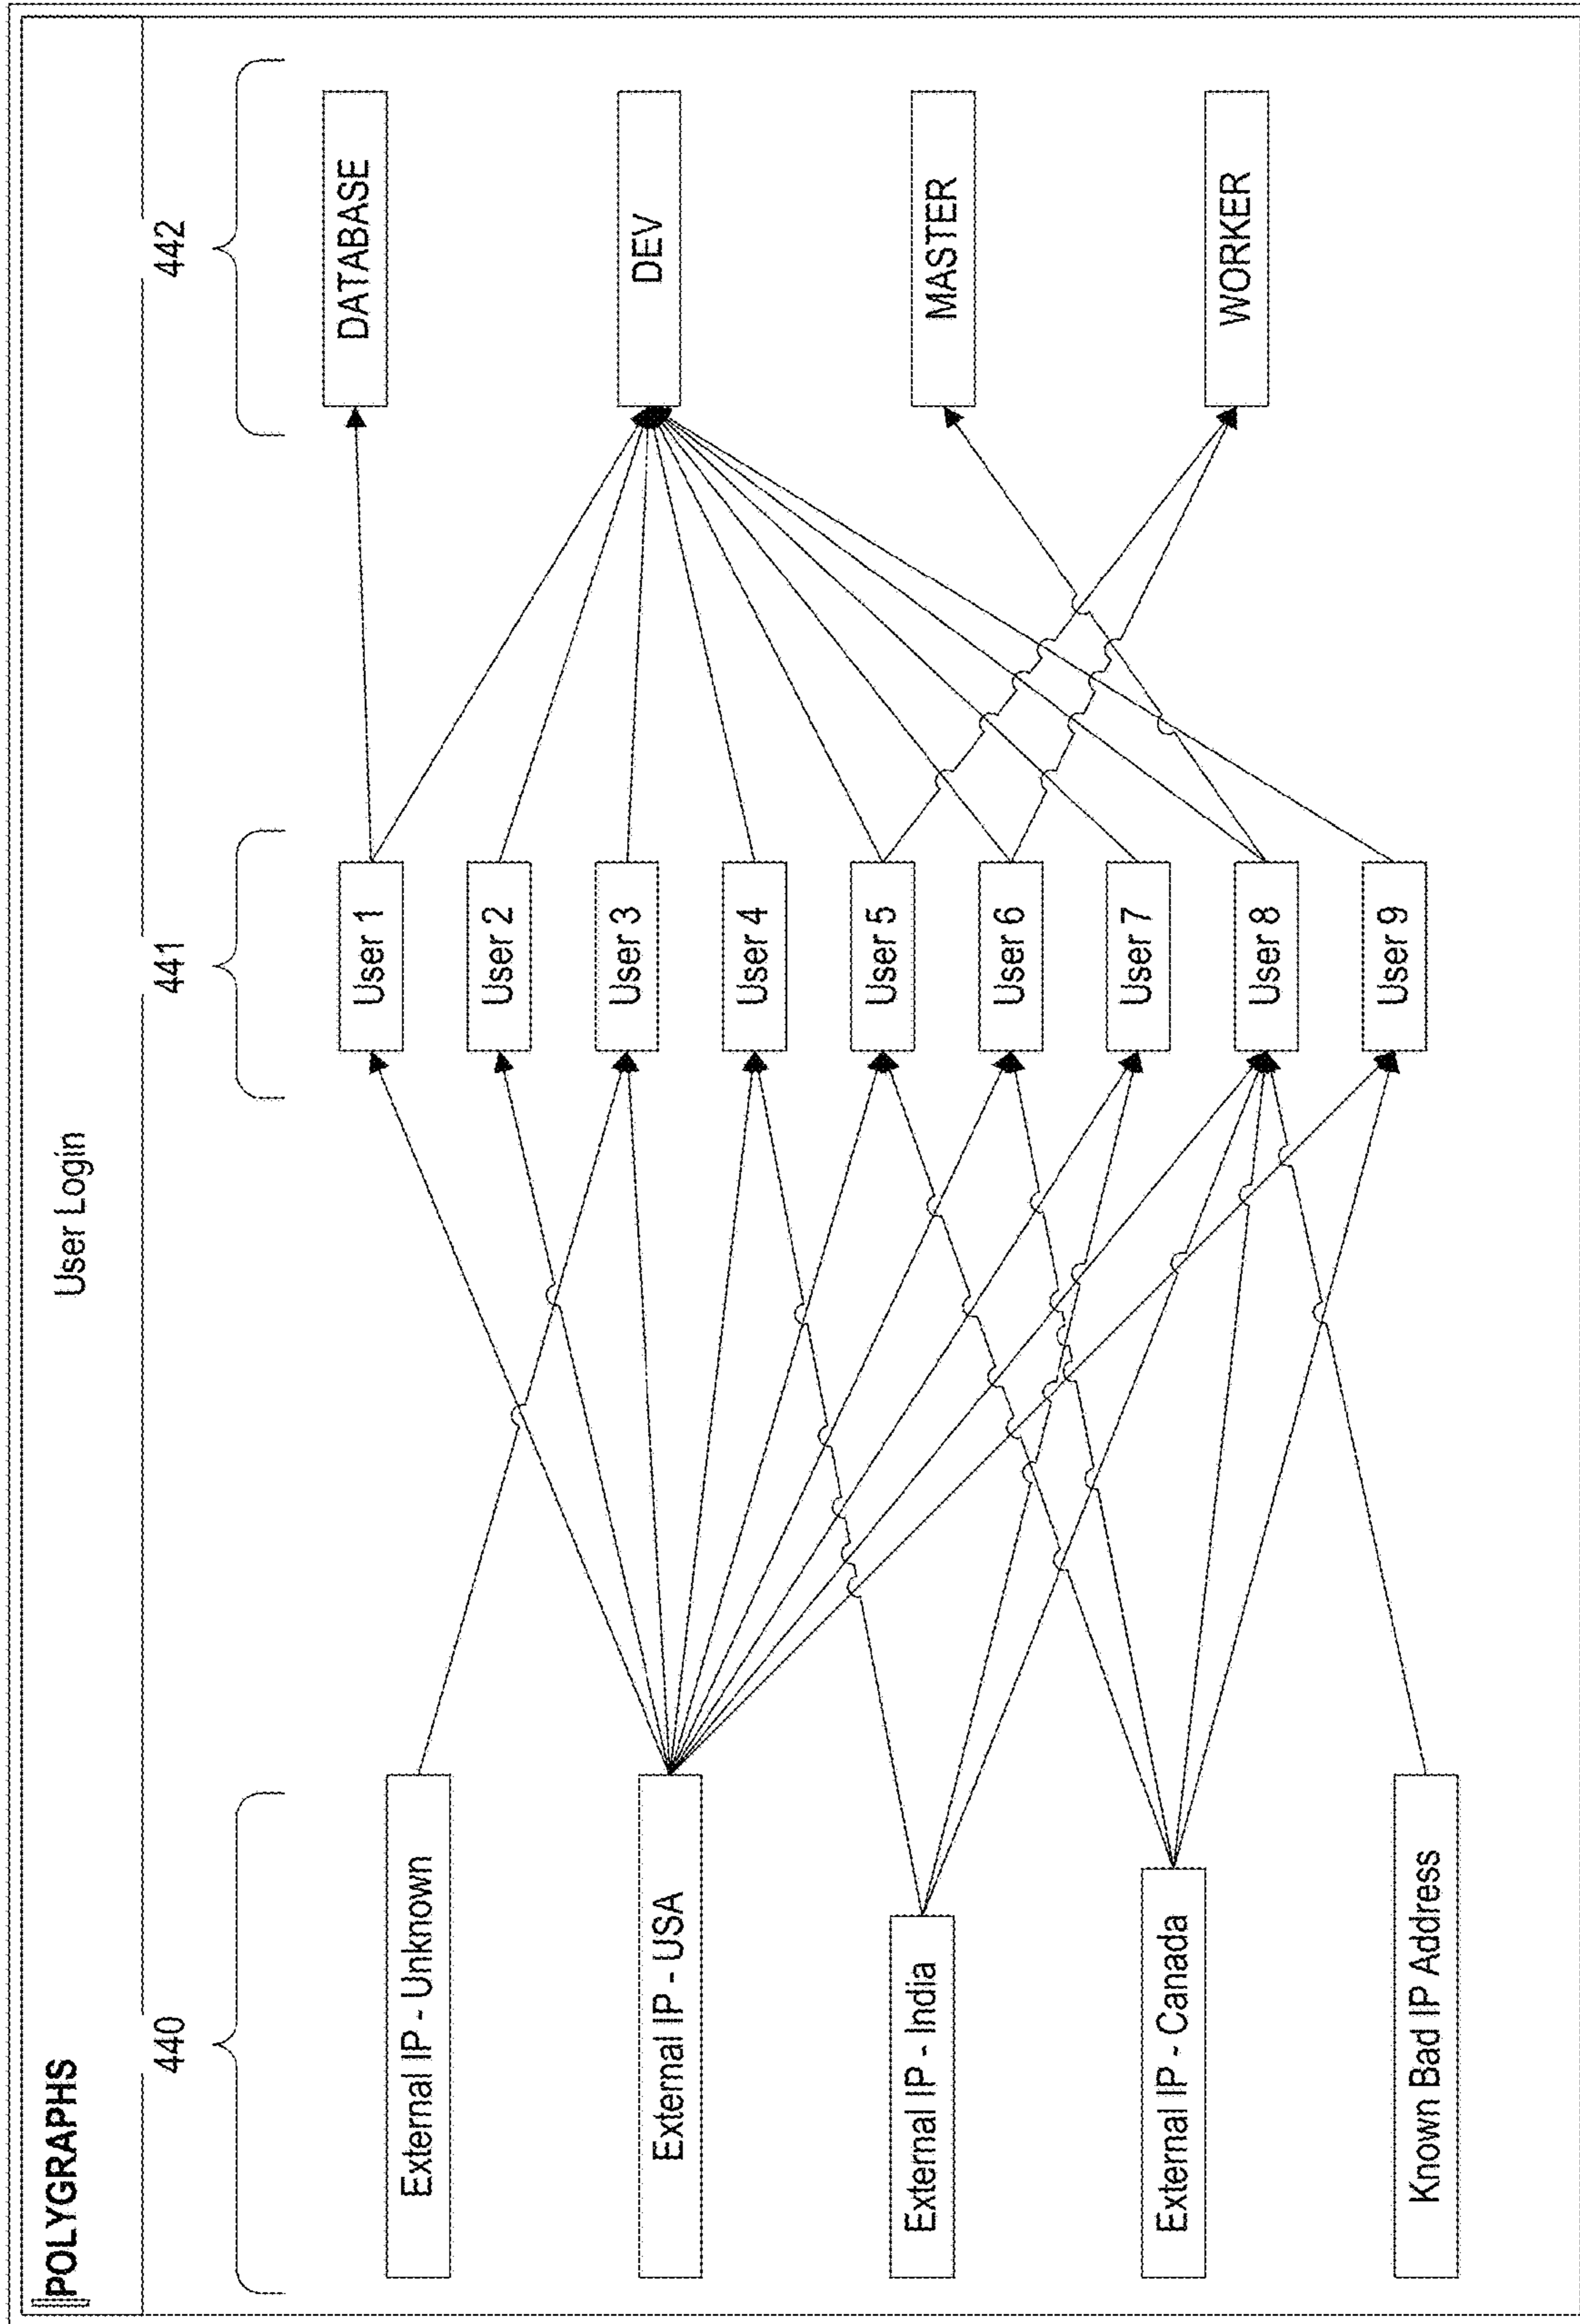 POLYGRAPHS
User Login
440
441
442
External IP - Unknown
External IP - USA
External IP - India
External IP - Canada
Known Bad IP Address
User 1
User 2
User 3
User 4
User 5
User 6
User 7
User 8
User 9
DATABASE
DEV
MASTER
WORKER